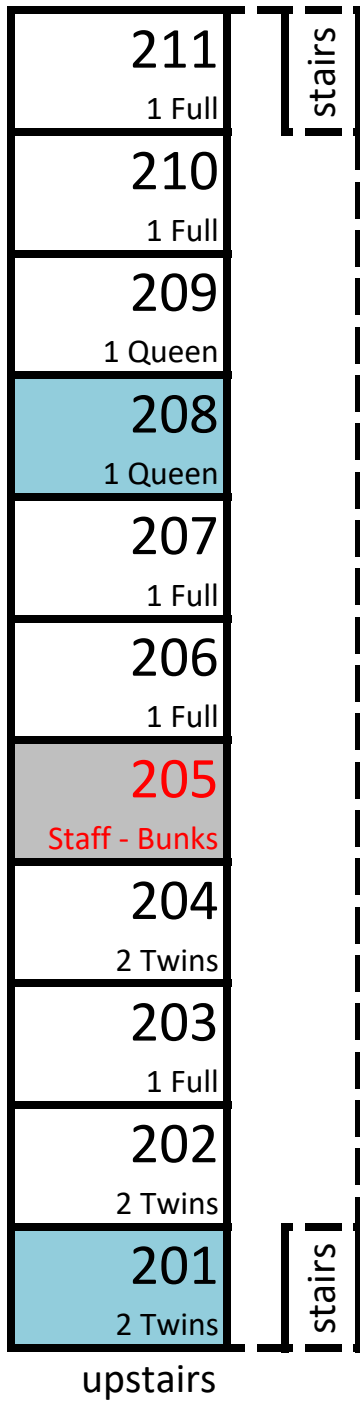 211
stairs
1 Full
210
1 Full
209
1 Queen
208
1 Queen
207
1 Full
206
1 Full
205
Staff - Bunks
204
2 Twins
203
1 Full
202
2 Twins
201
stairs
2 Twins
upstairs